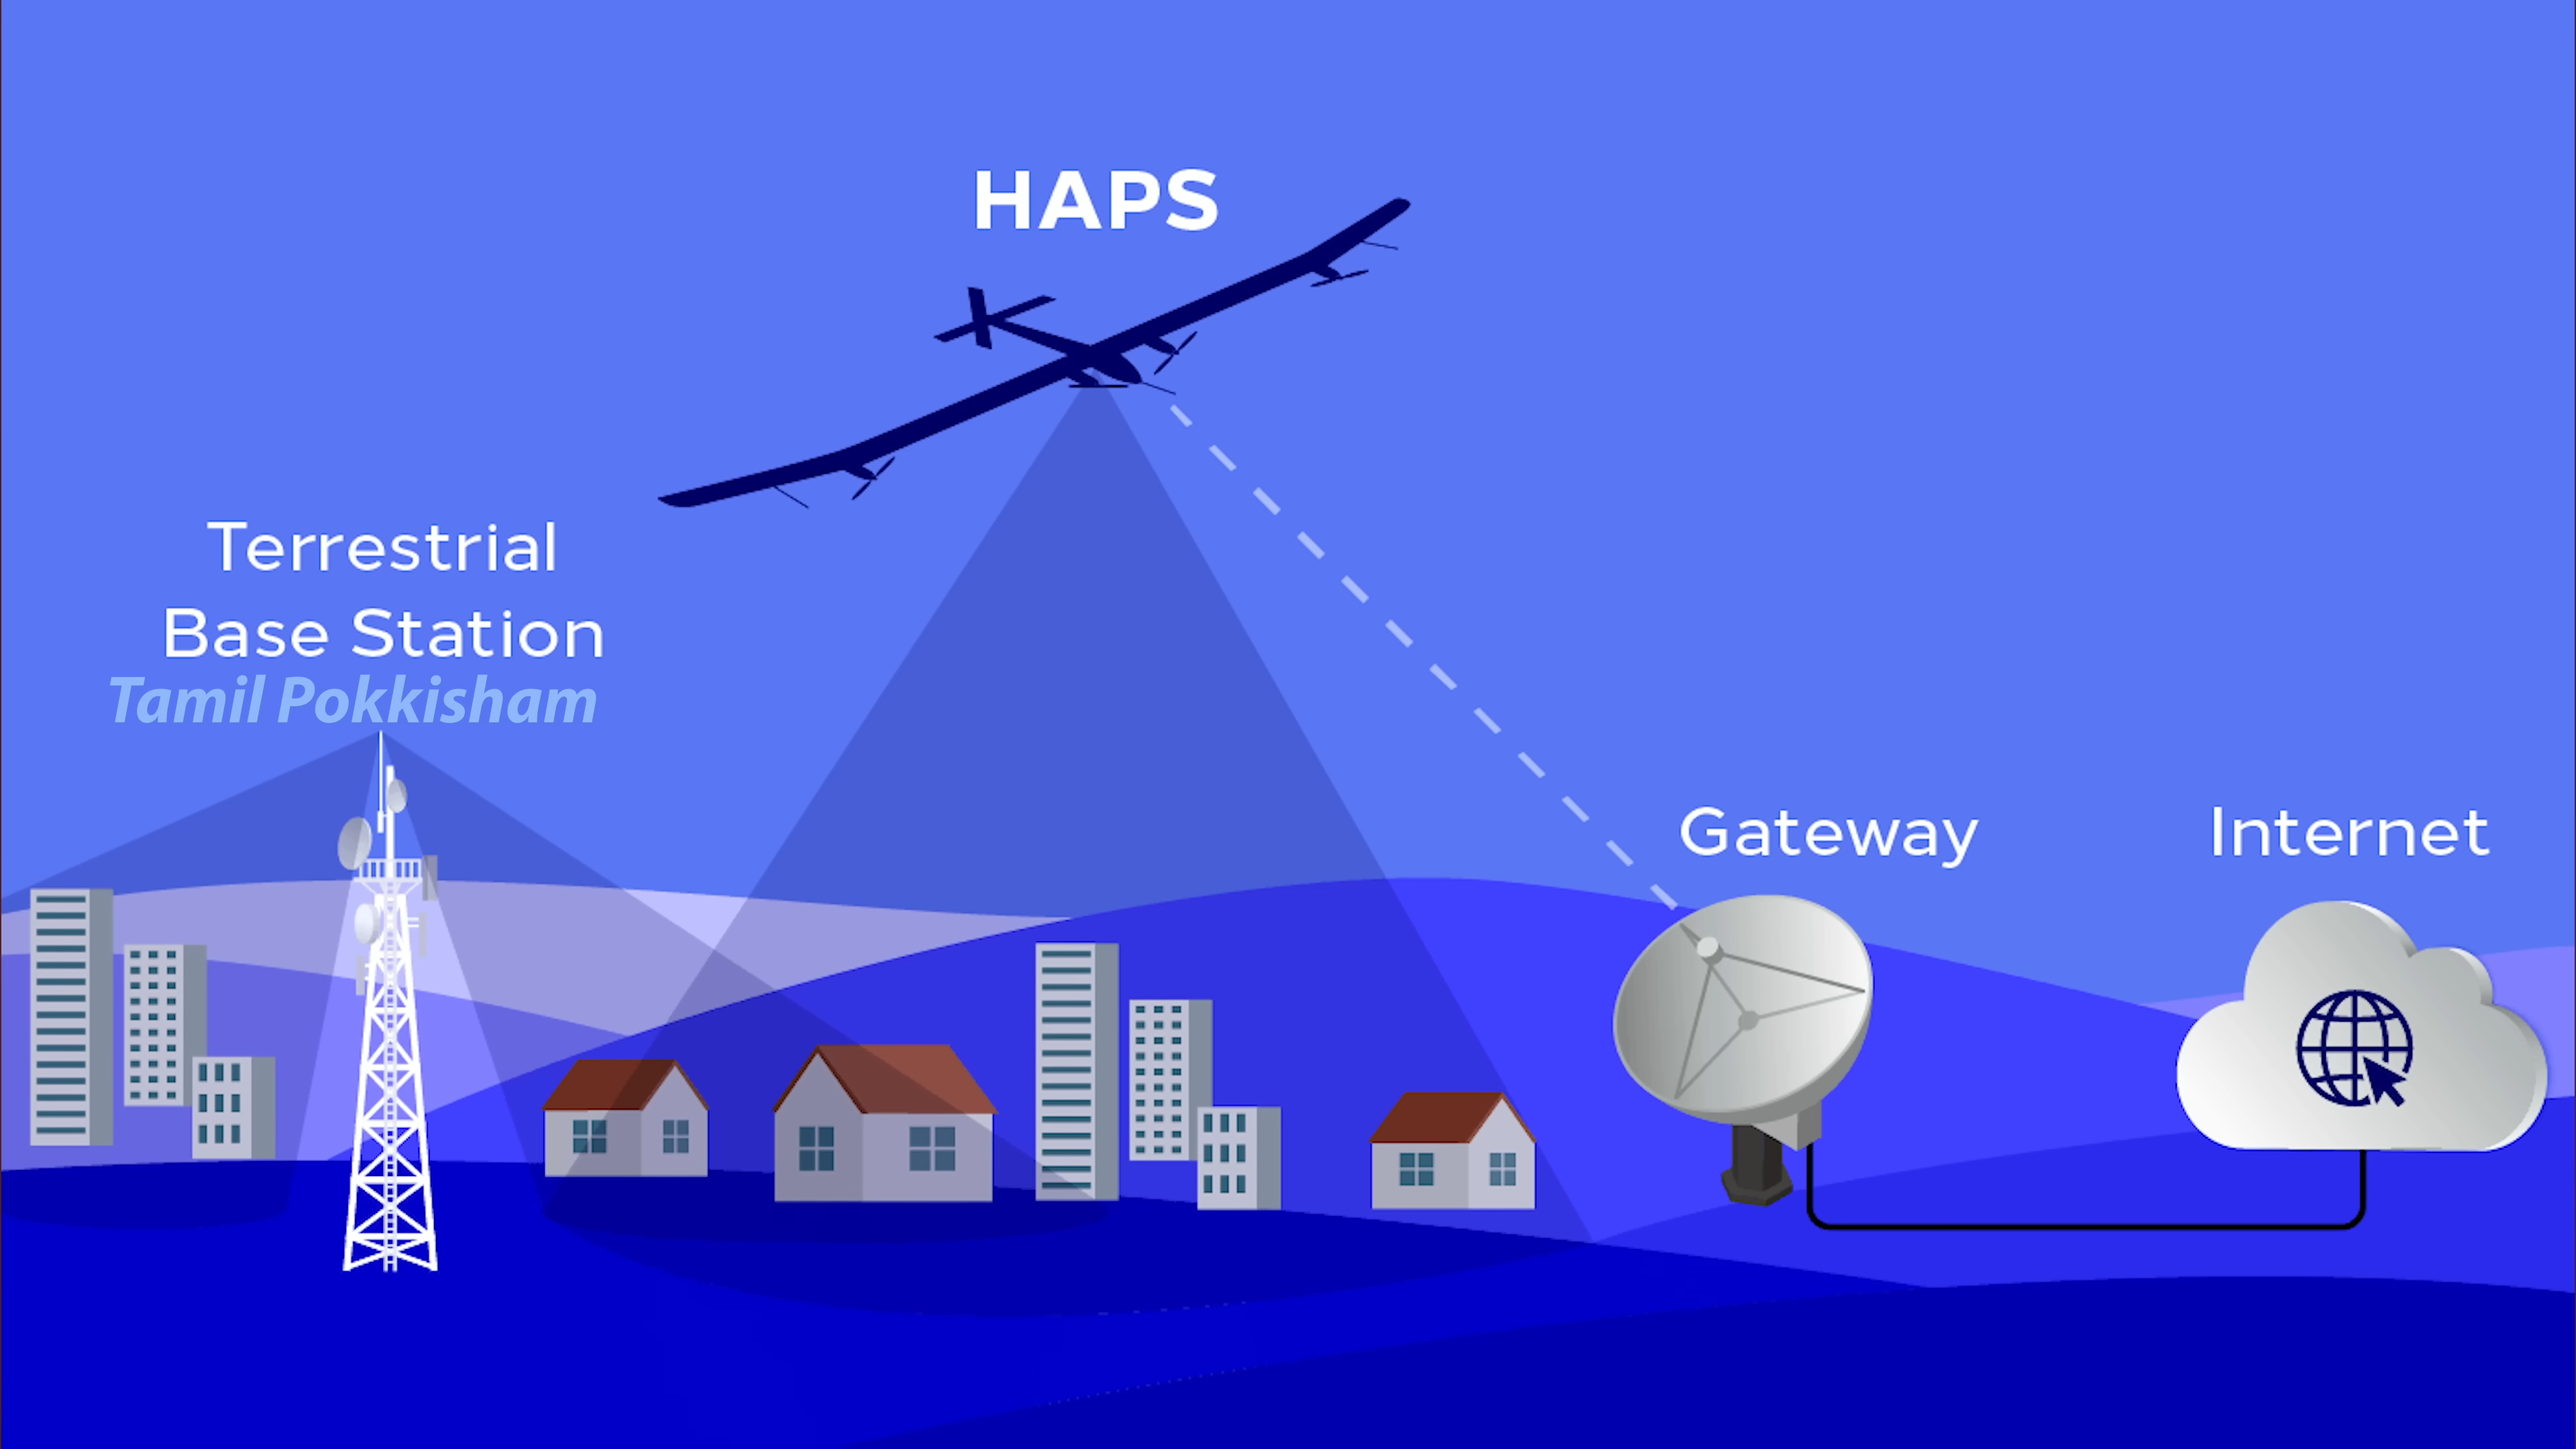 HAPS
Terrestrial
Base Station
Tamil Pokkisham
Gateway
Internet